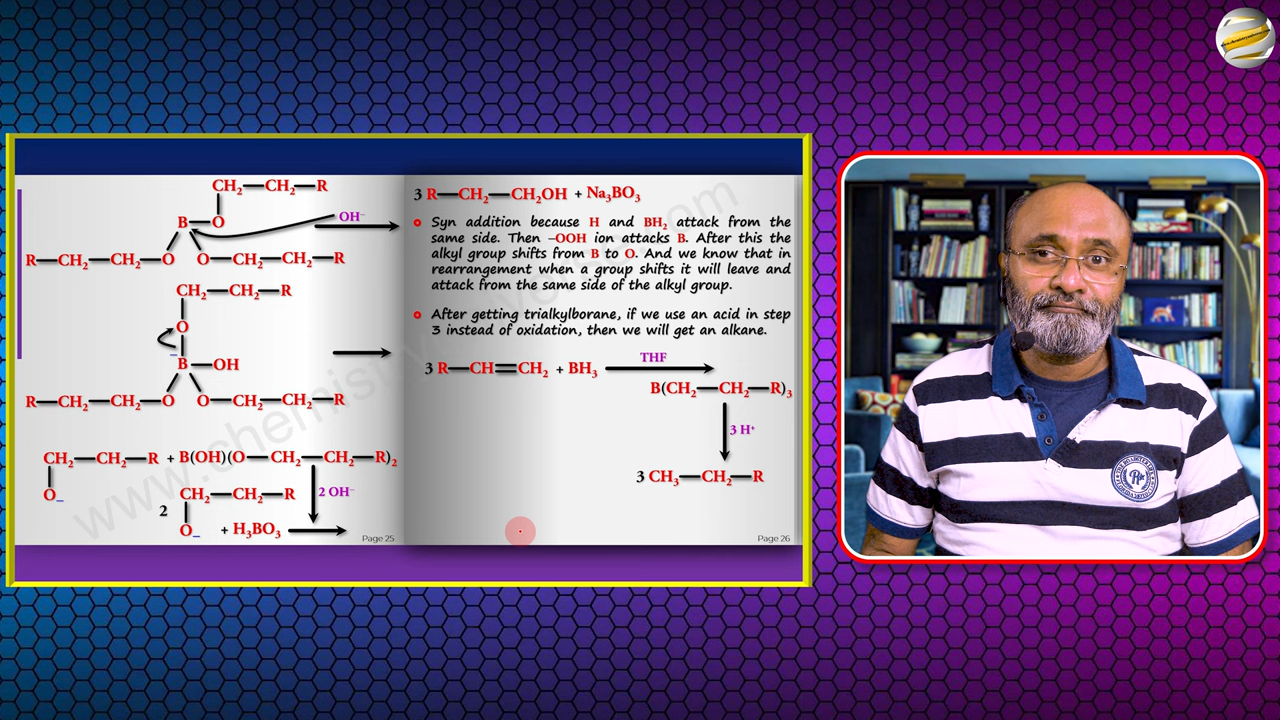 CH₂—CH₂—R
B—O
OH⁻
R—CH₂—CH₂—O O—CH₂—CH₂—R
CH₂—CH₂—R
O
–
B—OH
R—CH₂—CH₂—O O—CH₂—CH₂—R
CH₂—CH₂—R + B(OH)(O—CH₂—CH₂—R)₂
O–
2 OH⁻
2 CH₂—CH₂—R
O– + H₃BO₃
Page 25
3 R—CH₂—CH₂OH + Na₃BO₃
Syn addition because H and BH₂ attack from the
same side. Then –OOH ion attacks B. After this the
alkyl group shifts from B to O. And we know that in
rearrangement when a group shifts it will leave and
attack from the same side of the alkyl group.
After getting trialkylborane, if we use an acid in step
3 instead of oxidation, then we will get an alkane.
3 R—CH=CH₂ + BH₃ THF
B(CH₂—CH₂—R)₃
3 H⁺
3 CH₃—CH₂—R
Page 26